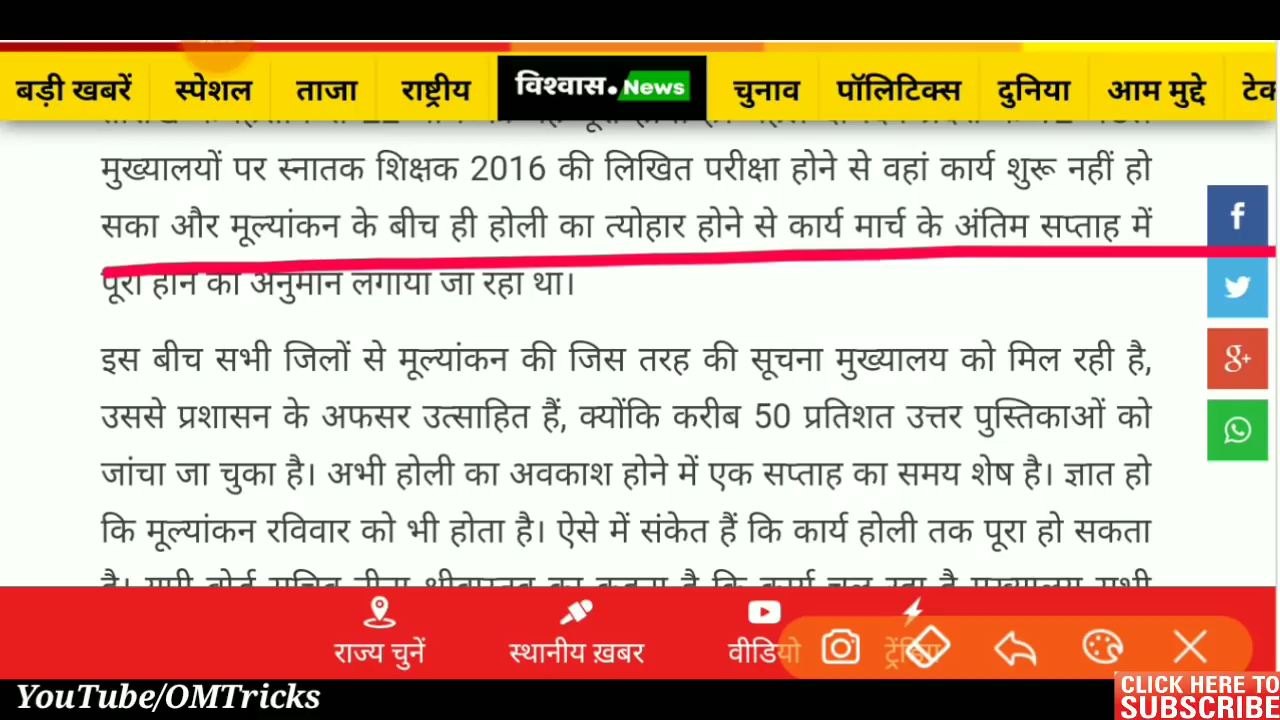 बड़ी खबरें स्पेशल ताजा राष्ट्रीय विश्वास.News चुनाव पॉलिटिक्स दुनिया आम मुद्दे टेक
मुख्यालयों पर स्नातक शिक्षक 2016 की लिखित परीक्षा होने से वहां कार्य शुरू नहीं हो
सका और मूल्यांकन के बीच ही होली का त्योहार होने से कार्य मार्च के अंतिम सप्ताह में
पूरा होने का अनुमान लगाया जा रहा था।
इस बीच सभी जिलों से मूल्यांकन की जिस तरह की सूचना मुख्यालय को मिल रही है,
उससे प्रशासन के अफसर उत्साहित हैं, क्योंकि करीब 50 प्रतिशत उत्तर पुस्तिकाओं को
जांचा जा चुका है। अभी होली का अवकाश होने में एक सप्ताह का समय शेष है। ज्ञात हो
कि मूल्यांकन रविवार को भी होता है। ऐसे में संकेत हैं कि कार्य होली तक पूरा हो सकता
f
g+
राज्य चुनें स्थानीय ख़बर वीडियो ट्रेंडिंग
YouTube/OMTricks
CLICK HERE TO
SUBSCRIBE